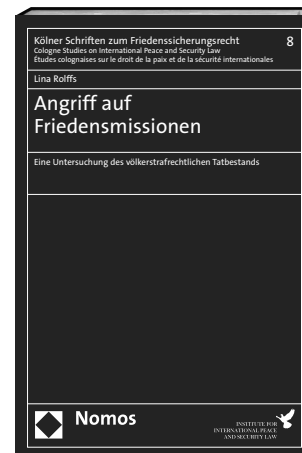 Kölner Schriften zum Friedenssicherungsrecht 8
Cologne Studies on International Peace and Security Law
Études colognaises sur le droit de la paix et de la sécurité internationales
Lina Rolffs
Angriff auf
Friedensmissionen
Eine Untersuchung des völkerstrafrechtlichen Tatbestands
Nomos
INSTITUTE FOR
INTERNATIONAL PEACE
AND SECURITY LAW